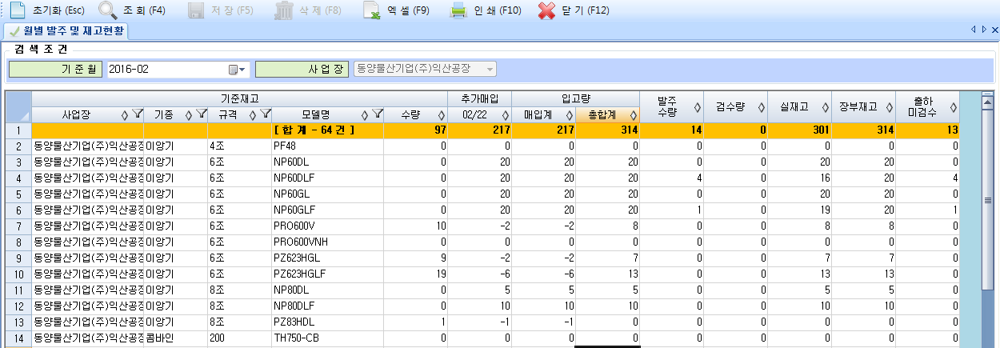 초기화 (Esc) 조 회 (F4) 저 장 (F5) 삭 제 (F8) 엑 셀 (F9) 인 쇄 (F10) 닫 기 (F12)
월별 발주 및 재고현황
검 색 조 건
기 준 월 2016-02 사 업 장 동양물산기업(주)익산공장
기준재고 추가매입 입고량 발주 수량 검수량 실재고 장부재고 출하 미검수
사업장 기종 규격 모델명 수량 02/22 매입계 총합계
1 [ 합 계 - 64 건 ] 97 217 217 314 14 0 301 314 13
2 동양물산기업(주)익산공장 이앙기 4조 PF48 0 0 0 0 0 0 0 0 0
3 동양물산기업(주)익산공장 이앙기 6조 NP60DL 0 20 20 20 0 0 20 20 0
4 동양물산기업(주)익산공장 이앙기 6조 NP60DLF 0 20 20 20 4 0 16 20 4
5 동양물산기업(주)익산공장 이앙기 6조 NP60GL 0 20 20 20 0 0 20 20 0
6 동양물산기업(주)익산공장 이앙기 6조 NP60GLF 0 20 20 20 1 0 19 20 1
7 동양물산기업(주)익산공장 이앙기 6조 PRO600V 10 -2 -2 8 0 0 8 8 0
8 동양물산기업(주)익산공장 이앙기 6조 PRO600VNH 0 0 0 0 0 0 0 0 0
9 동양물산기업(주)익산공장 이앙기 6조 PZ623HGL 9 -2 -2 7 0 0 7 7 0
10 동양물산기업(주)익산공장 이앙기 6조 PZ623HGLF 19 -6 -6 13 0 0 13 13 0
11 동양물산기업(주)익산공장 이앙기 8조 NP80DL 0 5 5 5 0 0 5 5 0
12 동양물산기업(주)익산공장 이앙기 8조 NP80DLF 0 10 10 10 0 0 10 10 0
13 동양물산기업(주)익산공장 이앙기 8조 PZ83HDL 1 -1 -1 0 0 0 0 0 0
14 동양물산기업(주)익산공장 콤바인 200 TH750-CB 0 0 0 0 0 0 0 0 0